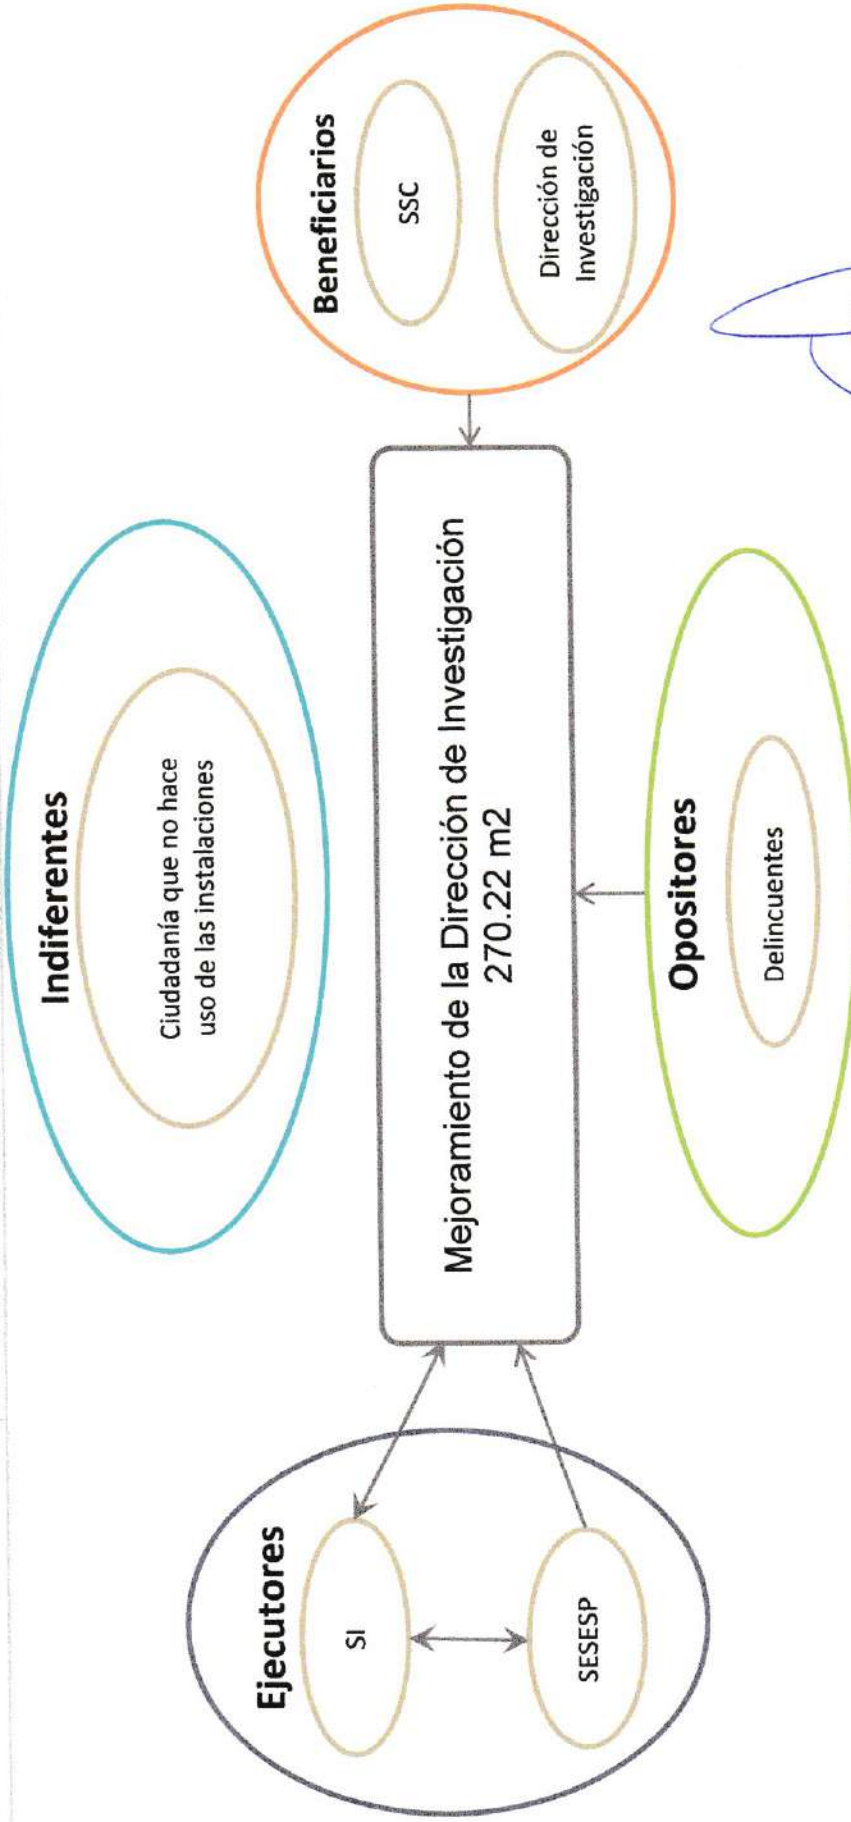 Indiferentes
Ciudadanía que no hace
uso de las instalaciones
Ejecutores
SI
SESESP
Mejoramiento de la Dirección de Investigación
270.22 m2
Beneficiarios
SSC
Dirección de
Investigación
Opositores
Delincuentes